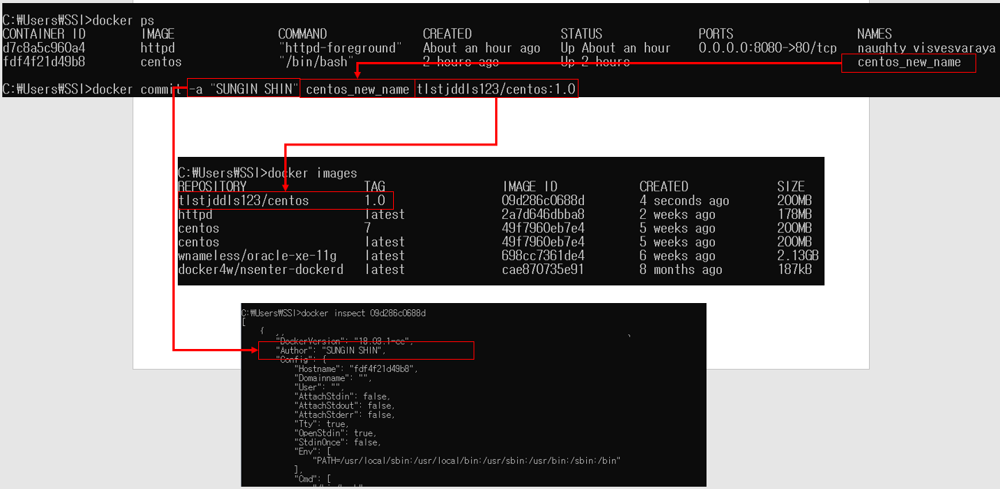 C:₩Users₩SSI>docker ps
CONTAINER ID IMAGE COMMAND CREATED STATUS PORTS NAMES
d7c8a5c960a4 httpd "httpd-foreground" About an hour ago Up About an hour 0.0.0.0:8080->80/tcp naughty_visvesvaraya
fdf4f21d49b8 centos "/bin/bash" 2 hours ago Up 2 hours centos_new_name
C:₩Users₩SSI>docker commit -a "SUNGIN SHIN" centos_new_name tlstjddls123/centos:1.0
C:₩Users₩SSI>docker images
REPOSITORY TAG IMAGE ID CREATED SIZE
tlstjddls123/centos 1.0 09d286c0688d 4 seconds ago 200MB
httpd latest 2a7d646dbba8 2 weeks ago 178MB
centos 7 49f7960eb7e4 5 weeks ago 200MB
centos latest 49f7960eb7e4 5 weeks ago 200MB
wnameless/oracle-xe-11g latest 698cc7361de4 6 weeks ago 2.13GB
docker4w/nsenter-dockerd latest cae870735e91 8 months ago 187kB
C:₩Users₩SSI>docker inspect 09d286c0688d
[
{
"DockerVersion": "18.03.1-ce",
"Author": "SUNGIN SHIN",
"Config": {
"Hostname": "fdf4f21d49b8",
"Domainname": "",
"User": "",
"AttachStdin": false,
"AttachStdout": false,
"AttachStderr": false,
"Tty": true,
"OpenStdin": true,
"StdinOnce": false,
"Env": [
"PATH=/usr/local/sbin:/usr/local/bin:/usr/sbin:/usr/bin:/sbin:/bin"
],
"Cmd": [